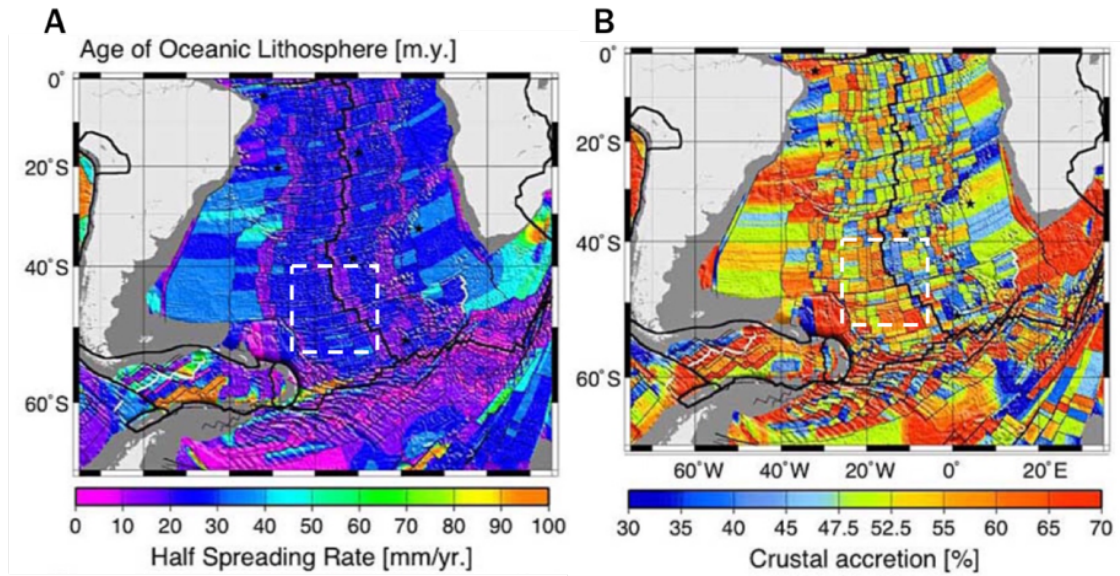 A
B
Age of Oceanic Lithosphere [m.y.]
0°
20°S
40°S
60°S
0 10 20 30 40 50 60 70 80 90 100
Half Spreading Rate [mm/yr.]
0°
20°S
40°S
60°S
60°W 40°W 20°W 0° 20°E
30 35 40 45 47.5 52.5 55 60 65 70
Crustal accretion [%]